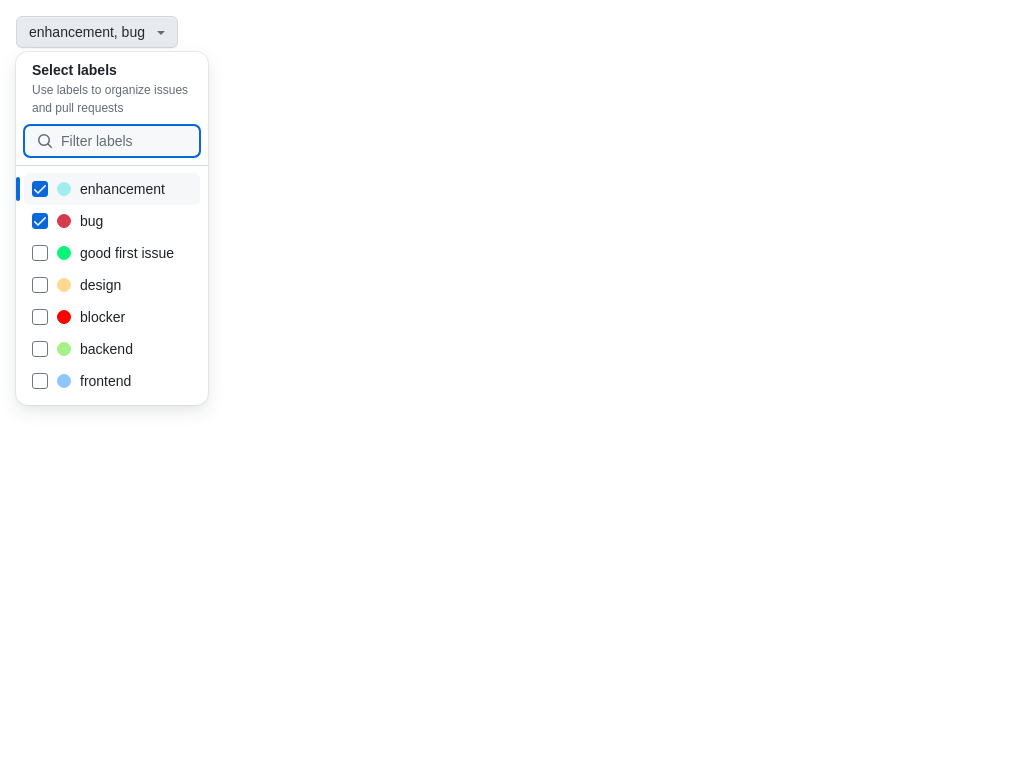 enhancement, bug
Select labels
Use labels to organize issues
and pull requests
Filter labels
enhancement
bug
good first issue
design
blocker
backend
frontend